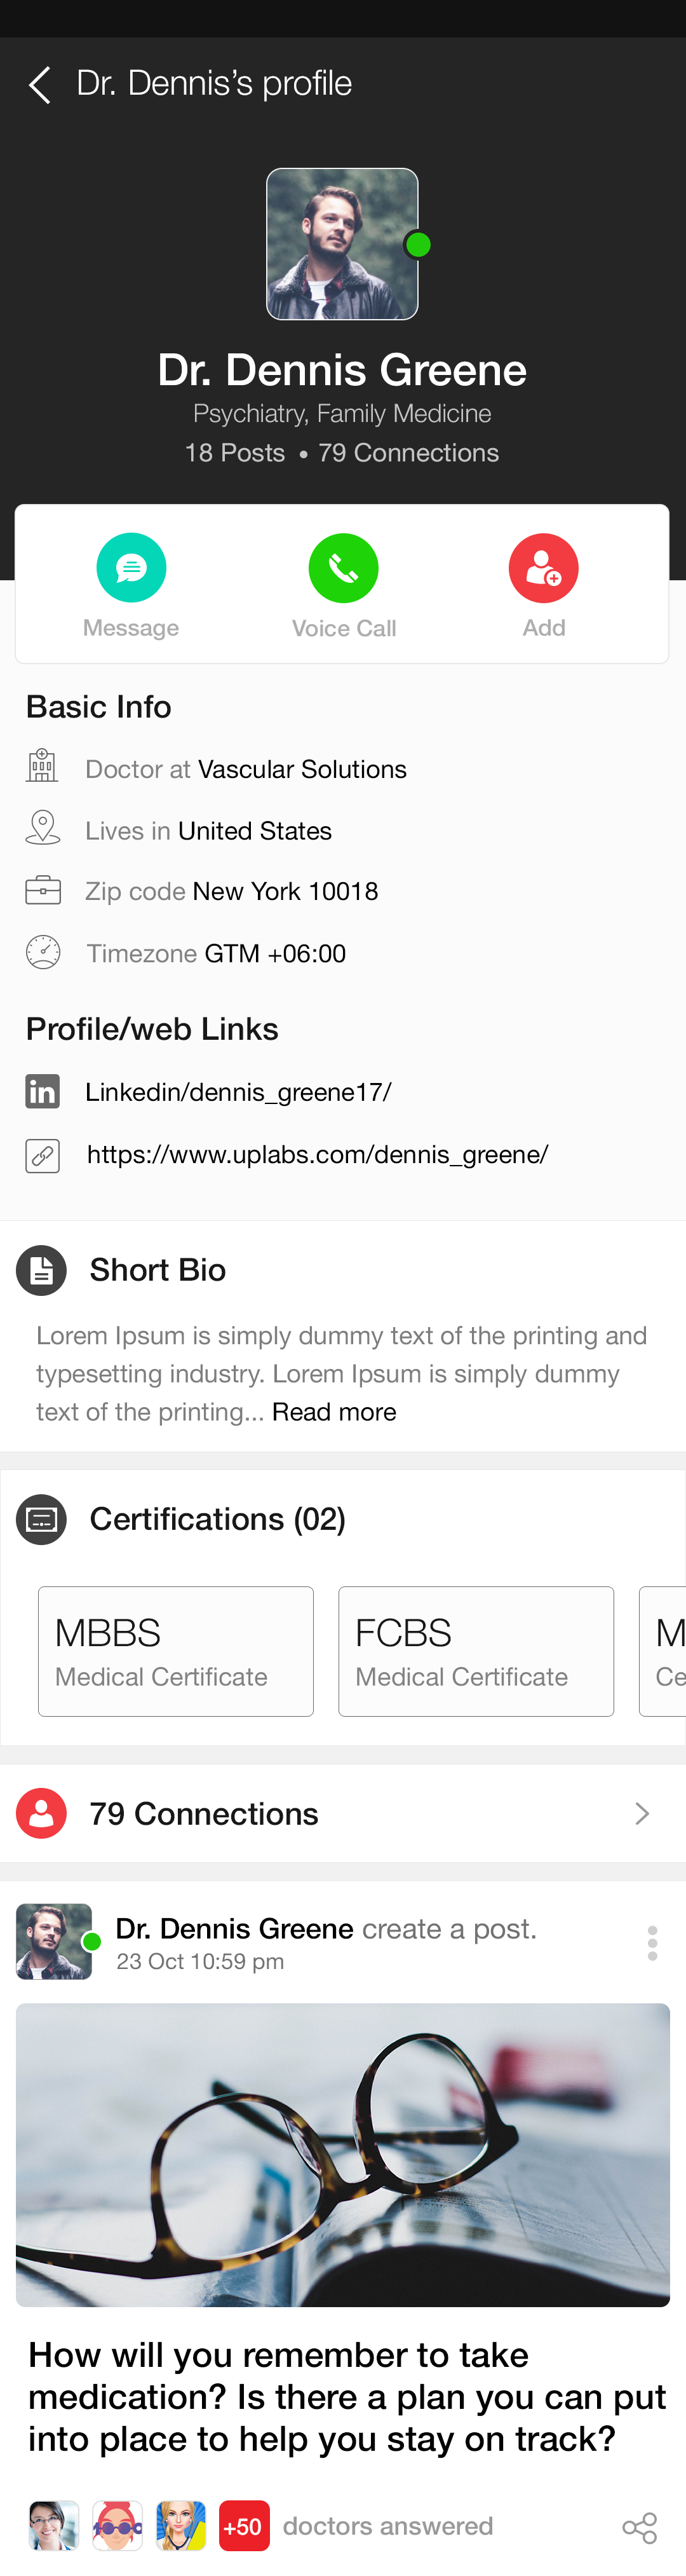 Dr. Dennis's profile
Dr. Dennis Greene
Psychiatry, Family Medicine
18 Posts • 79 Connections
Message
Voice Call
Add
Basic Info
Doctor at Vascular Solutions
Lives in United States
Zip code New York 10018
Timezone GTM +06:00
Profile/web Links
in
Linkedin/dennis_greene17/
https://www.uplabs.com/dennis_greene/
Short Bio
Lorem Ipsum is simply dummy text of the printing and
typesetting industry. Lorem Ipsum is simply dummy
text of the printing... Read more
Certifications (02)
MBBS
Medical Certificate
FCBS
Medical Certificate
M
Ce
79 Connections
Dr. Dennis Greene create a post.
23 Oct 10:59 pm
How will you remember to take
medication? Is there a plan you can put
into place to help you stay on track?
+50 doctors answered